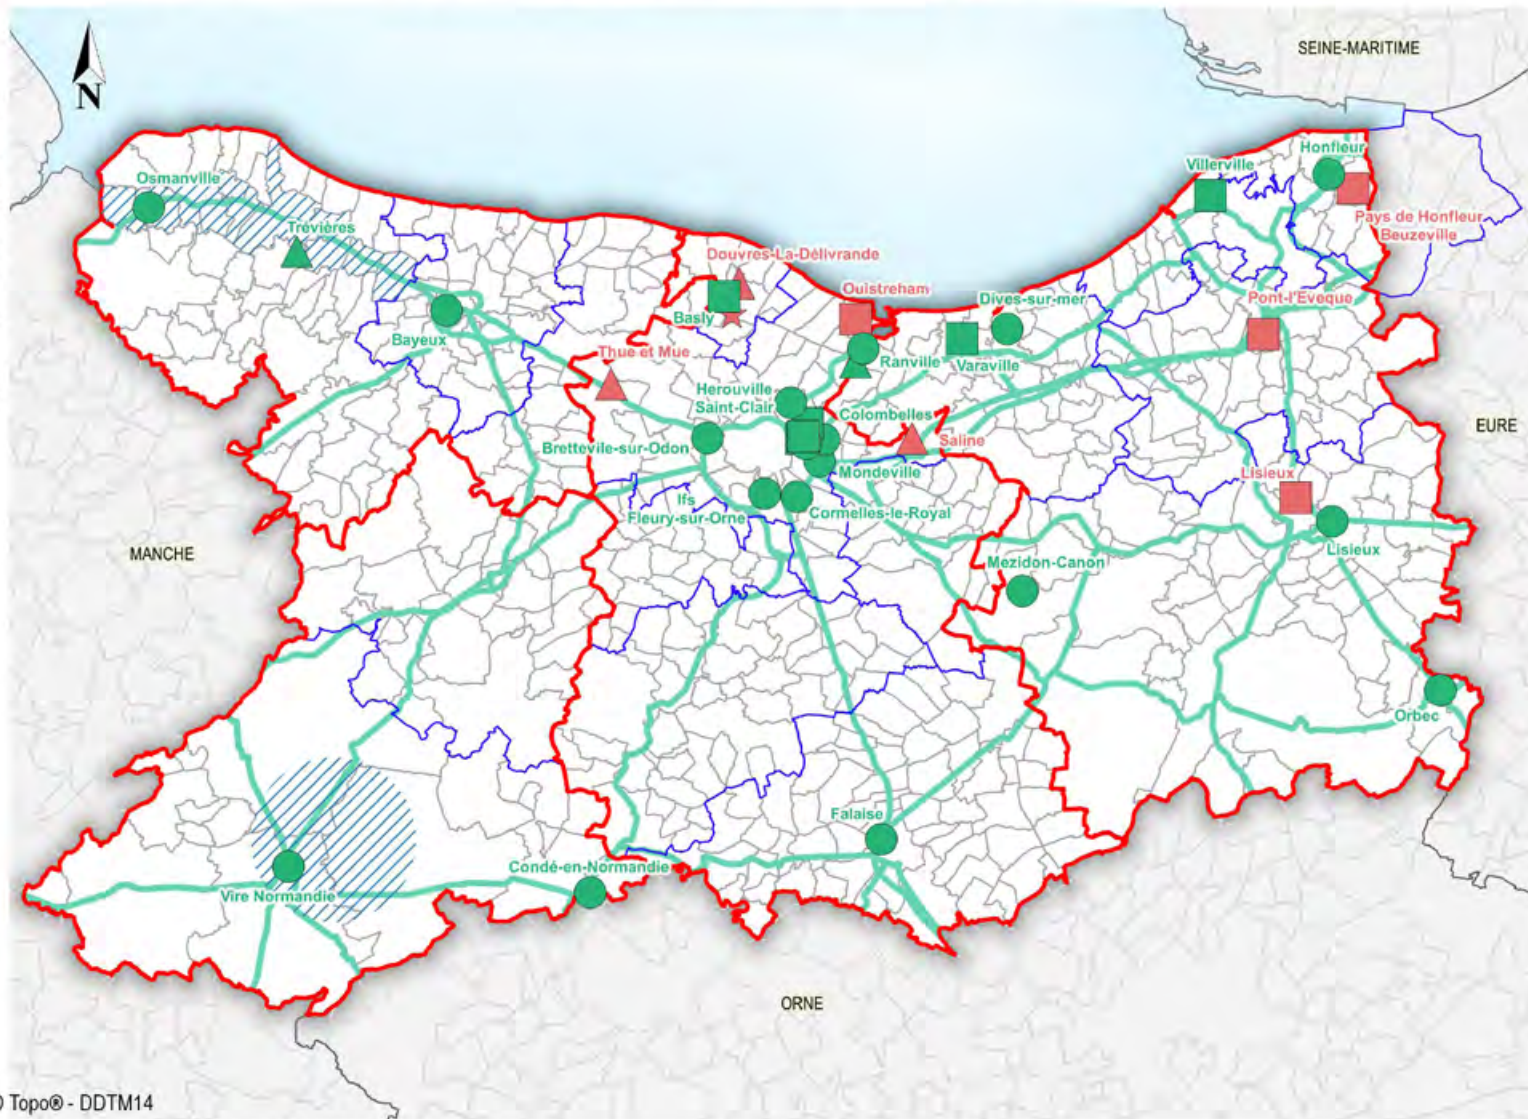 SEINE-MARITIME
N
Honfleur
Villerville
Osmanville
Pays de Honfleur
Beuzeville
Trévières
Douvres-La-Délivrande
Ouistreham
Dives-sur-mer
Pont-l'Eveque
Basly
Bayeux
Thue et Mue
Ranville
Varaville
Herouville
Saint-Clair
Colombelles
EURE
Saline
Bretteville-sur-Odon
Mondeville
Lisieux
Ifs
Fleury-sur-Orne
Cormelles-le-Royal
MANCHE
Lisieux
Mezidon-Canon
Orbec
Falaise
Condé-en-Normandie
Vire Normandie
ORNE
Topo® - DDTM14